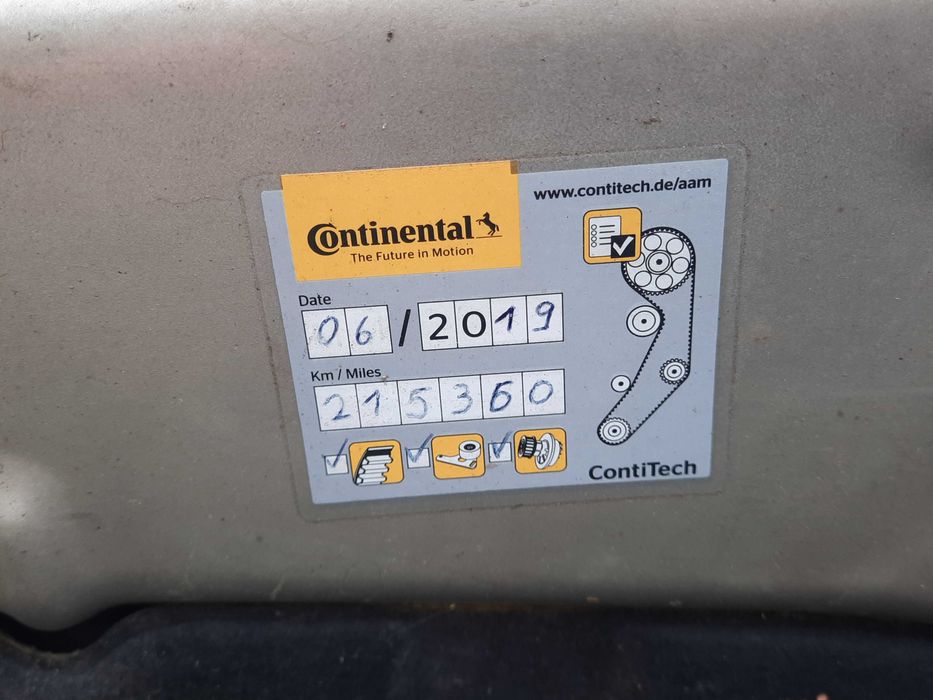 www.contitech.de/aam
Continental
The Future in Motion
Date
06/2019
Km / Miles
215360
ContiTech